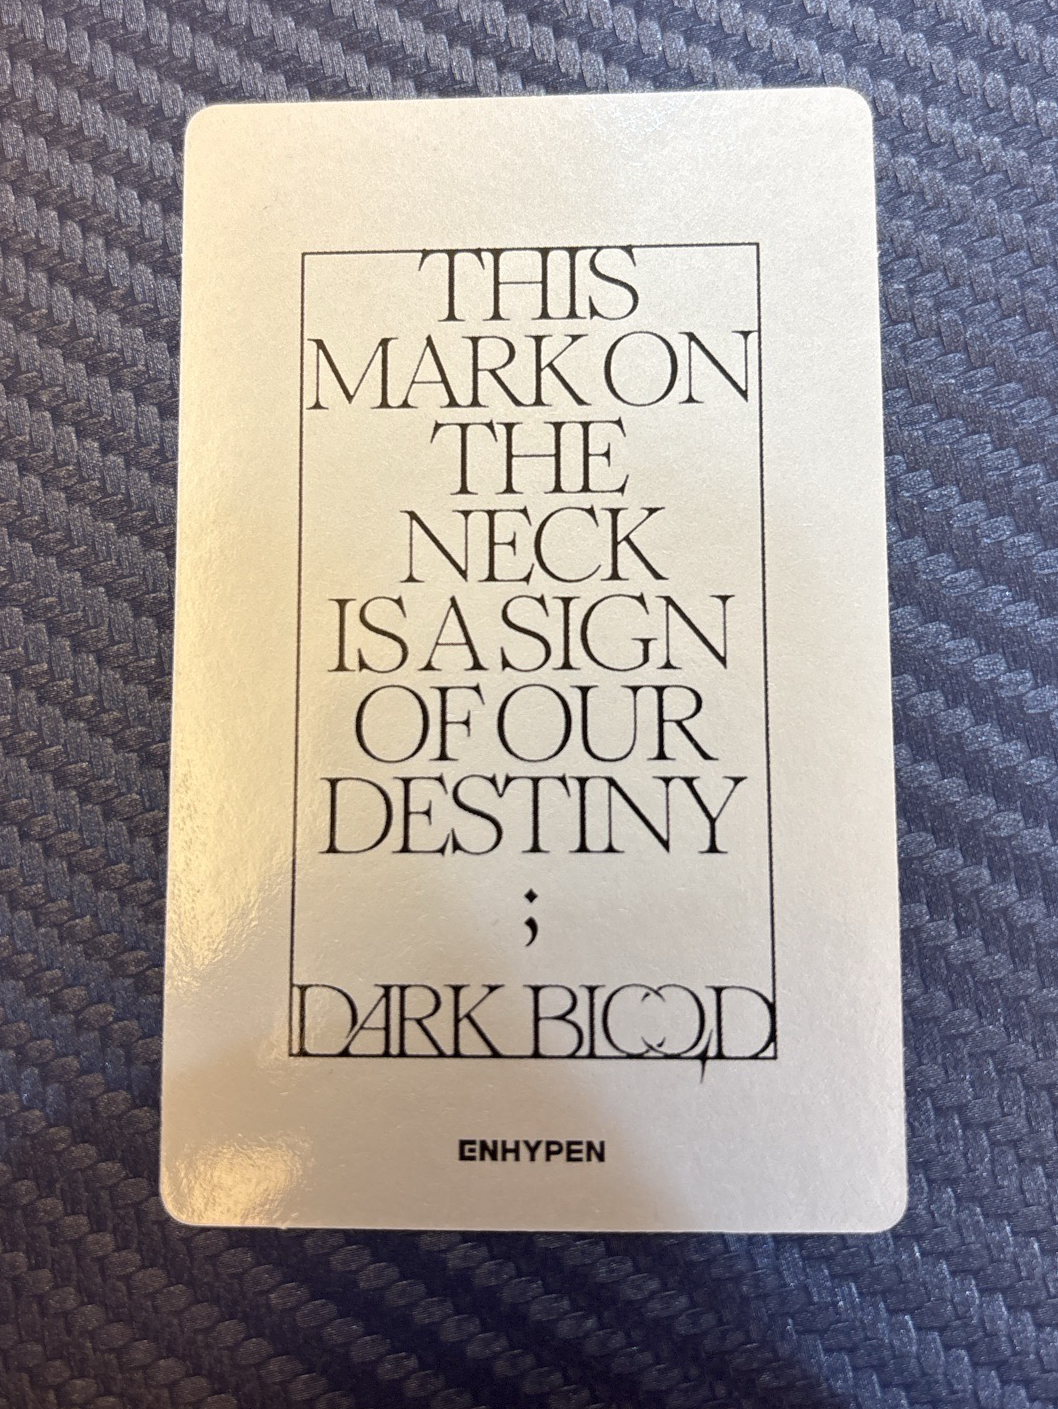 THIS
MARK ON
THE
NECK
IS A SIGN
OF OUR
DESTINY
;
DARK BLOOD
ENHYPEN